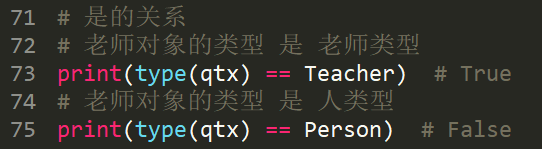 71 # 是的关系
72 # 老师对象的类型 是 老师类型
73 print(type(qtx) == Teacher)  # True
74 # 老师对象的类型 是 人类型
75 print(type(qtx) == Person)  # False